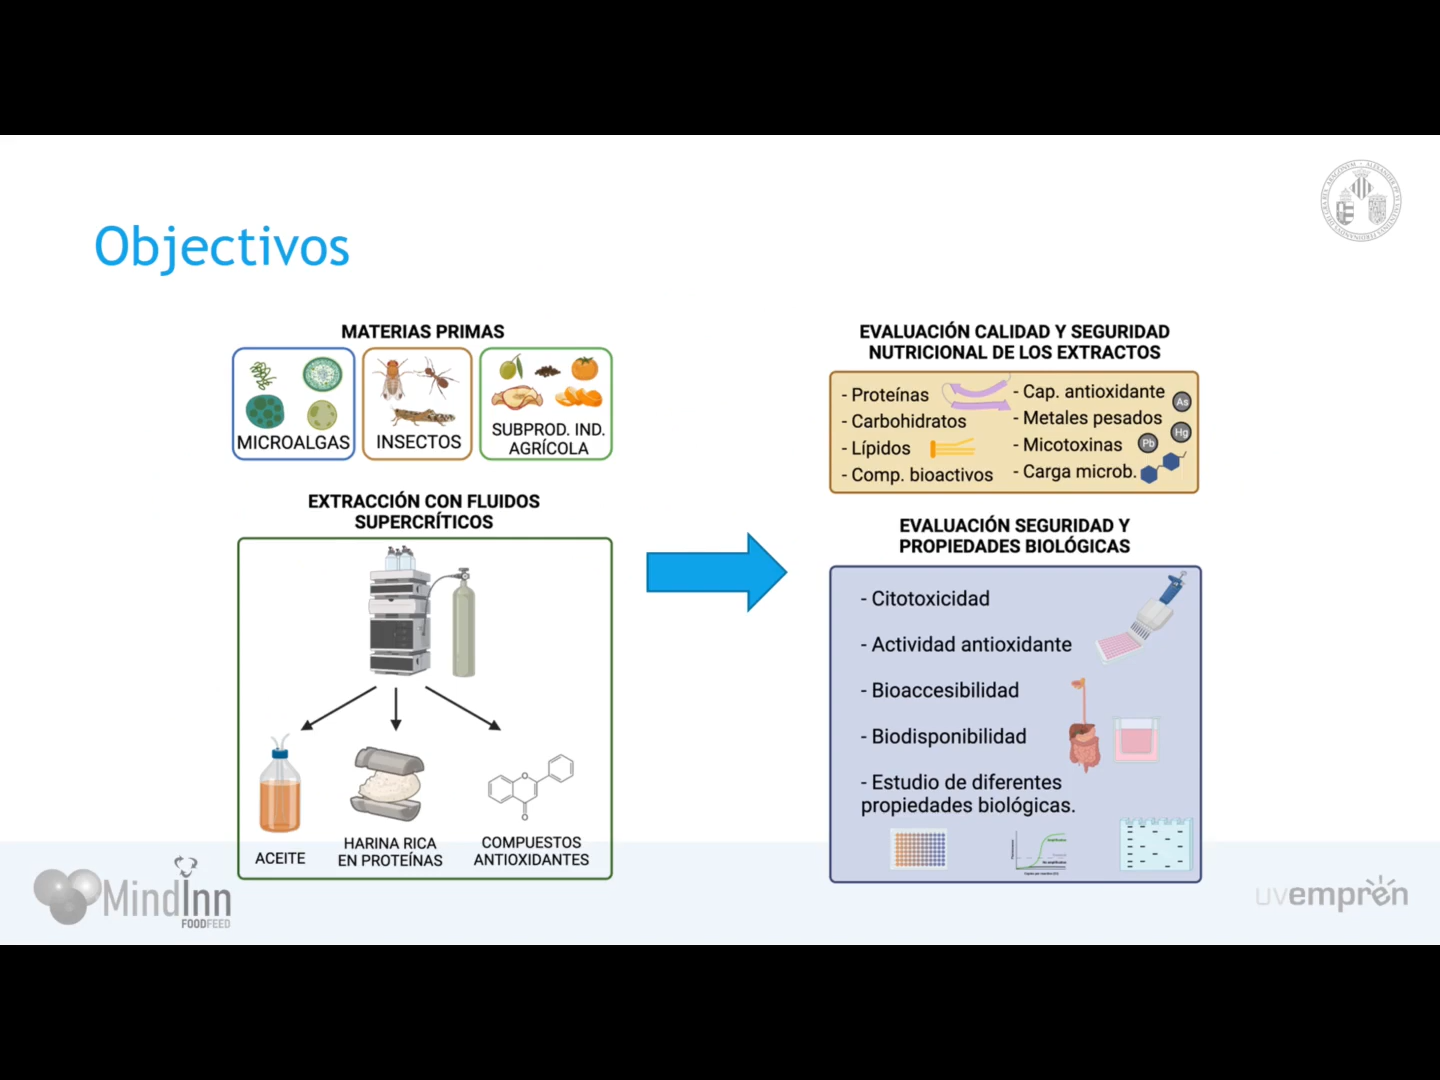 Objectivos
MATERIAS PRIMAS
MICROALGAS
INSECTOS
SUBPROD. IND.
AGRÍCOLA
EXTRACCIÓN CON FLUIDOS
SUPERCRÍTICOS
ACEITE
HARINA RICA
EN PROTEÍNAS
COMPUESTOS
ANTIOXIDANTES
EVALUACIÓN CALIDAD Y SEGURIDAD
NUTRICIONAL DE LOS EXTRACTOS
- Proteínas
- Carbohidratos
- Lípidos
- Comp. bioactivos
- Cap. antioxidante
- Metales pesados
- Micotoxinas
- Carga microb.
As
Hg
Pb
EVALUACIÓN SEGURIDAD Y
PROPIEDADES BIOLÓGICAS
- Citotoxicidad
- Actividad antioxidante
- Bioaccesibilidad
- Biodisponibilidad
- Estudio de diferentes
propiedades biológicas.
MindInn
FOODFEED
uvemprén